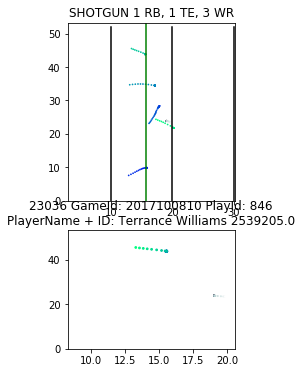 SHOTGUN 1 RB, 1 TE, 3 WR
50
40
30
20
10
0
10 20 30
23036 GameId: 2017100810 PlayId: 846
PlayerName + ID: Terrance Williams 2539205.0
40
20
0
10.0 12.5 15.0 17.5 20.0